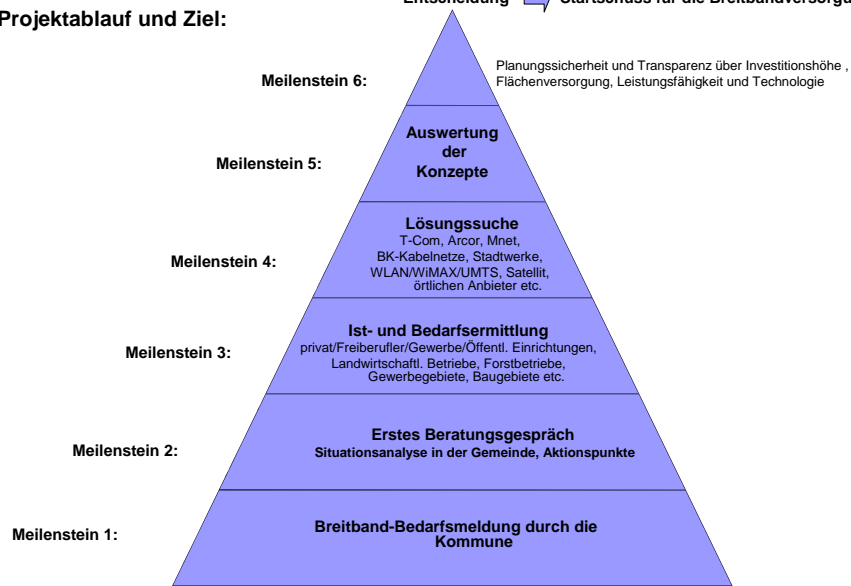 Entscheidung Startschuss für die Breitbandversorgu
Projektablauf und Ziel:
Planungssicherheit und Transparenz über Investitionshöhe ,
Meilenstein 6: Flächenversorgung, Leistungsfähigkeit und Technologie
Auswertung
der
Meilenstein 5: Konzepte
Lösungssuche
T-Com, Arcor, Mnet,
BK-Kabelnetze, Stadtwerke,
Meilenstein 4: WLAN/WiMAX/UMTS, Satellit,
örtlichen Anbieter etc.
Ist- und Bedarfsermittlung
Meilenstein 3: privat/Freiberufler/Gewerbe/Öffentl. Einrichtungen,
Landwirtschaftl. Betriebe, Forstbetriebe,
Gewerbegebiete, Baugebiete etc.
Erstes Beratungsgespräch
Meilenstein 2: Situationsanalyse in der Gemeinde, Aktionspunkte
Breitband-Bedarfsmeldung durch die
Meilenstein 1: Kommune